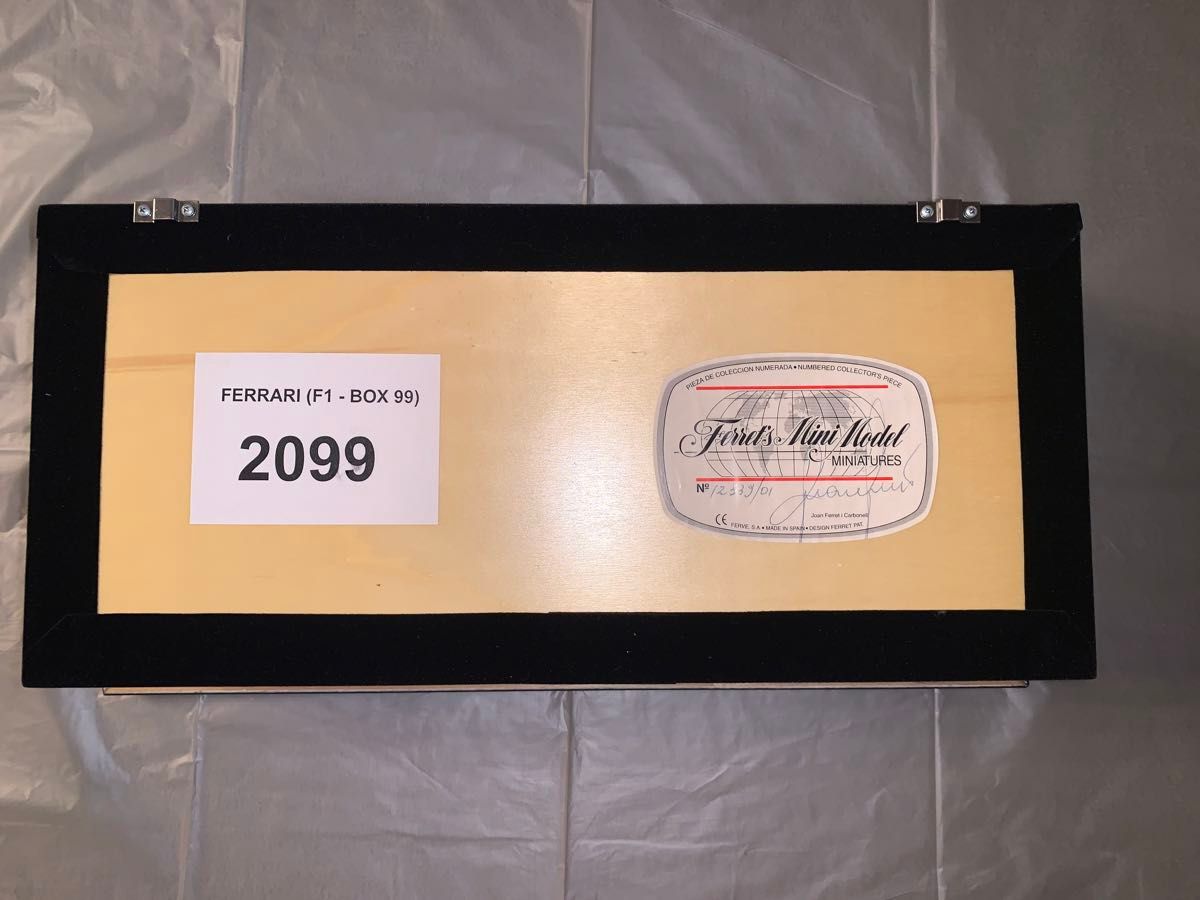 FERRARI (F1 - BOX 99)
2099
PIEZA DE COLECCION NUMERADA • NUMBERED COLLECTOR'S PIECE
Ferret's Mini Model
MINIATURES
Nº
Joan Ferret i Carbonell
CE FERVE, S.A. • MADE IN SPAIN • DESIGN FERRET PAT.